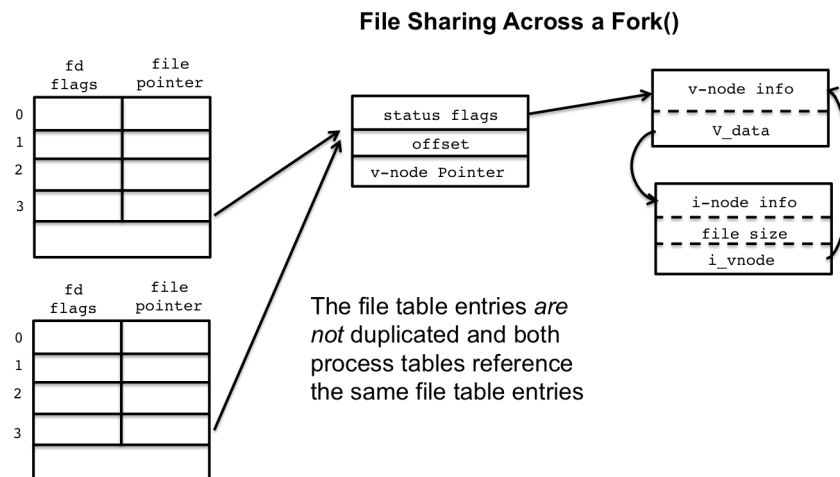 File Sharing Across a Fork()
fd
flags
file
pointer
0
1
2
3
status flags
offset
v-node Pointer
v-node info
V_data
i-node info
file size
i_vnode
fd
flags
file
pointer
0
1
2
3
The file table entries are
not duplicated and both
process tables reference
the same file table entries